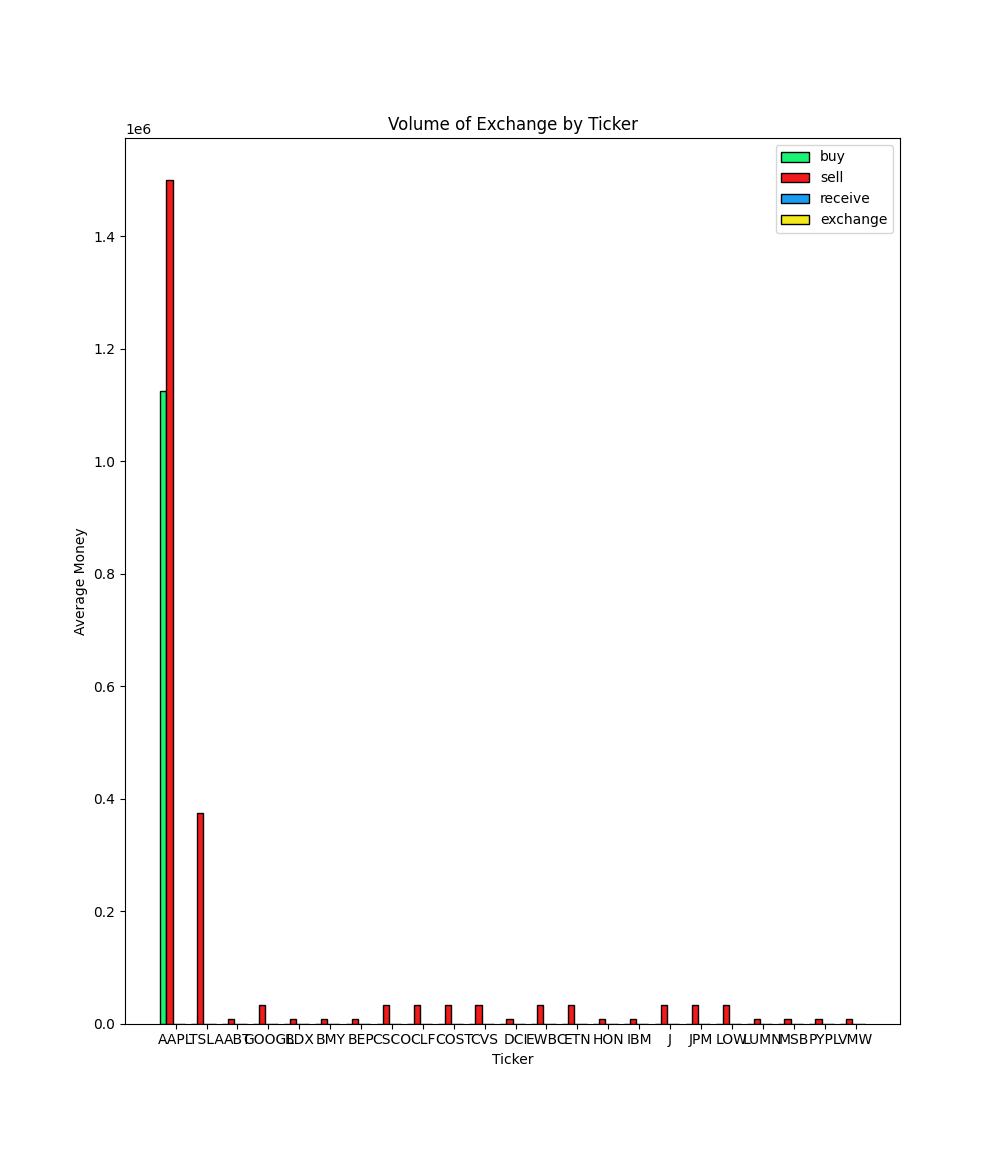 Volume of Exchange by Ticker
1e6
buy
sell
receive
exchange
1.4
1.2
1.0
0.8
0.6
0.4
0.2
0.0
Average Money
AAPL TSLA ABT GOOGL BDX BMY BEP CSCO CLF COST CVS DCI EWBC ETN HON IBM J JPM LOW LUMN MSB PYPL VMW
Ticker